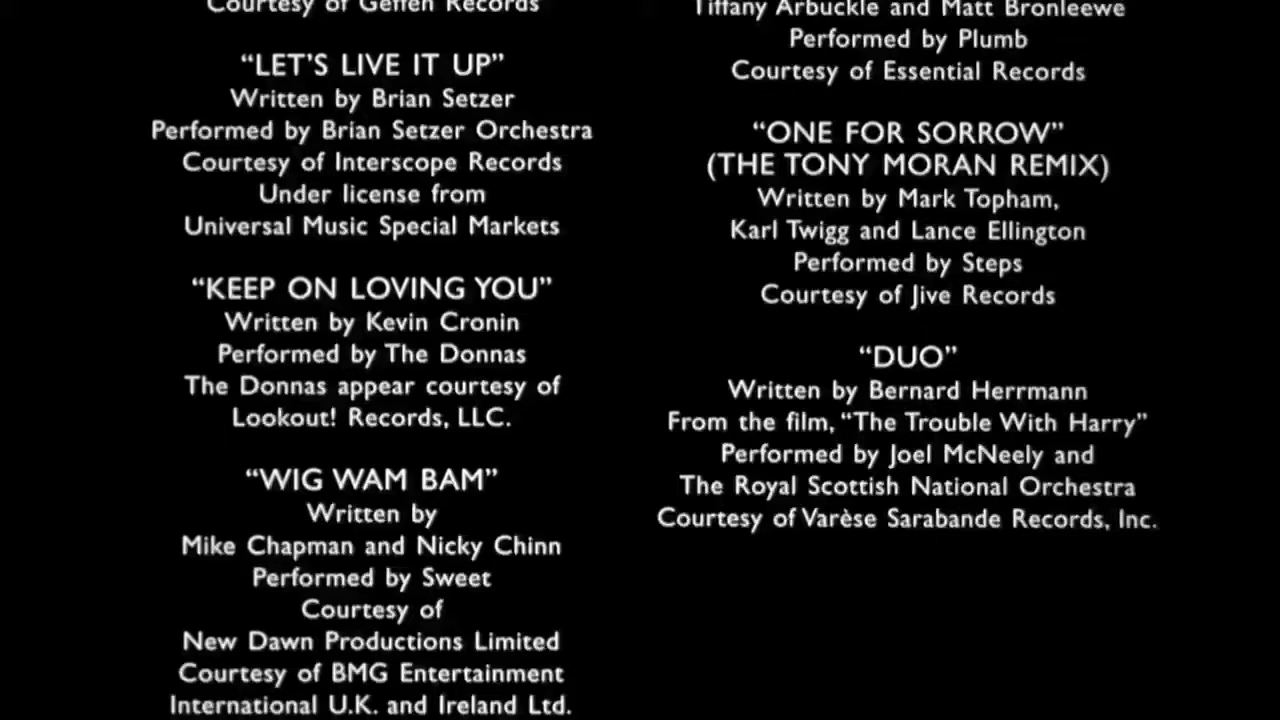 Courtesy of Geffen Records
“LET’S LIVE IT UP”
Written by Brian Setzer
Performed by Brian Setzer Orchestra
Courtesy of Interscope Records
Under license from
Universal Music Special Markets
“KEEP ON LOVING YOU”
Written by Kevin Cronin
Performed by The Donnas
The Donnas appear courtesy of
Lookout! Records, LLC.
“WIG WAM BAM”
Written by
Mike Chapman and Nicky Chinn
Performed by Sweet
Courtesy of
New Dawn Productions Limited
Courtesy of BMG Entertainment
International U.K. and Ireland Ltd.
Tiffany Arbuckle and Matt Bronleewe
Performed by Plumb
Courtesy of Essential Records
“ONE FOR SORROW”
(THE TONY MORAN REMIX)
Written by Mark Topham,
Karl Twigg and Lance Ellington
Performed by Steps
Courtesy of Jive Records
“DUO”
Written by Bernard Herrmann
From the film, “The Trouble With Harry”
Performed by Joel McNeely and
The Royal Scottish National Orchestra
Courtesy of Varèse Sarabande Records, Inc.